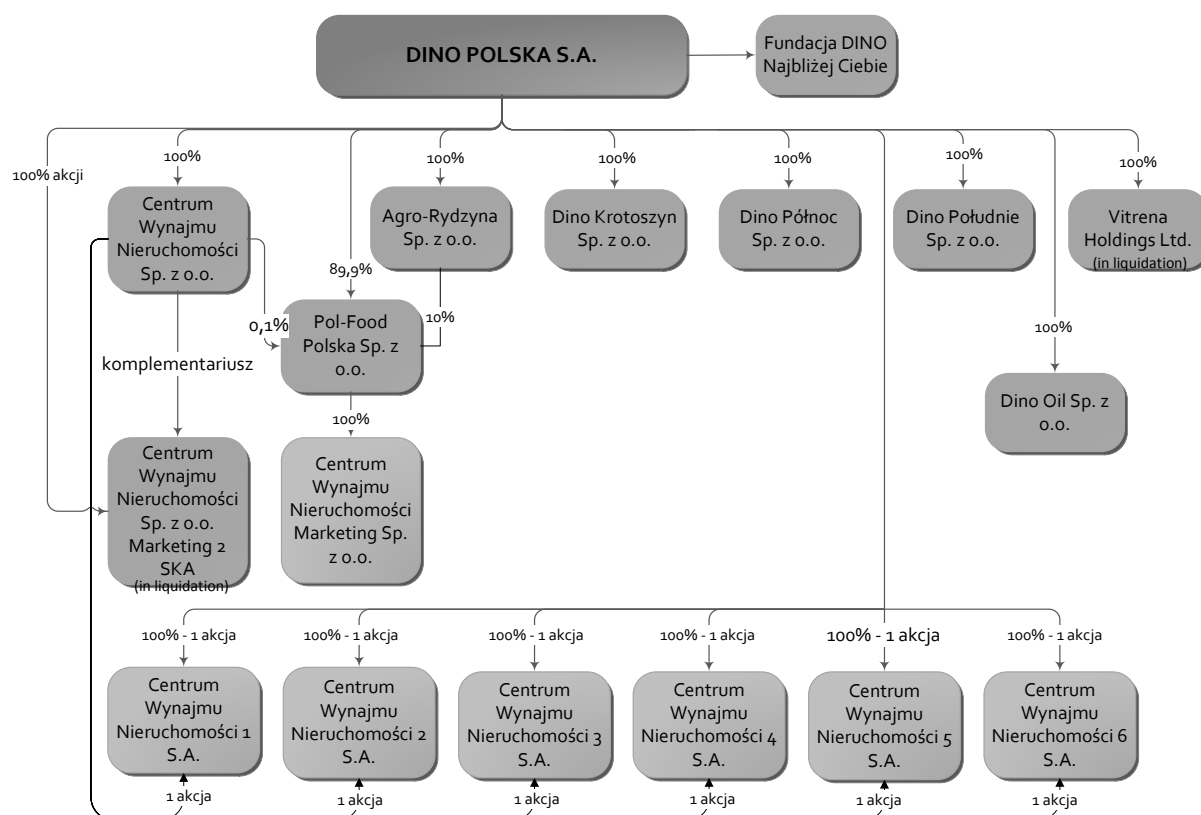 DINO POLSKA S.A.
Fundacja DINO
Najbliżej Ciebie
100% akcji
100%
100%
100%
100%
100%
100%
100%
Centrum
Wynajmu
Nieruchomości
Sp. z o.o.
Agro-Rydzyna
Sp. z o.o.
Dino Krotoszyn
Sp. z o.o.
Dino Północ
Sp. z o.o.
Dino Południe
Sp. z o.o.
Vitrena
Holdings Ltd.
(in liquidation)
89,9%
0,1%
10%
Pol-Food
Polska Sp. z
o.o.
100%
komplementariusz
Dino Oil Sp. z
o.o.
100%
Centrum
Wynajmu
Nieruchomości
Sp. z o.o.
Marketing 2
SKA
(in liquidation)
Centrum
Wynajmu
Nieruchomości
Marketing Sp.
z o.o.
100% - 1 akcja
100% - 1 akcja
100% - 1 akcja
100% - 1 akcja
100% - 1 akcja
100% - 1 akcja
Centrum
Wynajmu
Nieruchomości 1
S.A.
Centrum
Wynajmu
Nieruchomości 2
S.A.
Centrum
Wynajmu
Nieruchomości 3
S.A.
Centrum
Wynajmu
Nieruchomości 4
S.A.
Centrum
Wynajmu
Nieruchomości 5
S.A.
Centrum
Wynajmu
Nieruchomości 6
S.A.
1 akcja
1 akcja
1 akcja
1 akcja
1 akcja
1 akcja